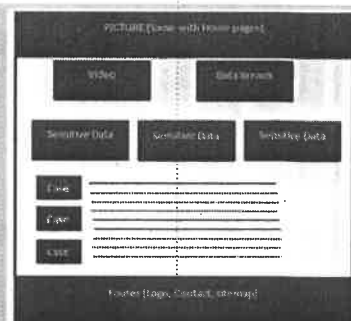 PICTURE (Same with Home pages)
Video
Data Breach
Sensitive Data
Sensitive Data
Sensitive Data
Case
Case
Case
Footer (Logo, Contact, sitemap)